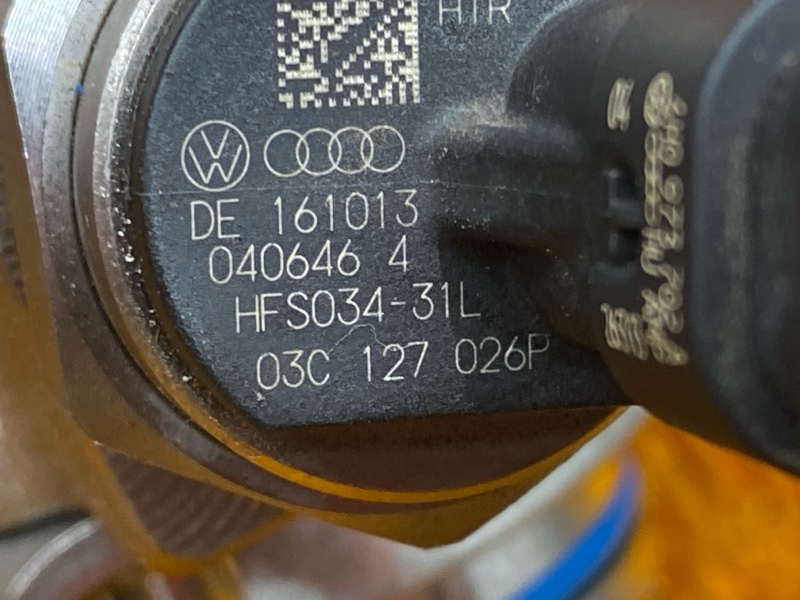 HTR
DE 161013
040646 4
HFS034-31L
03C 127 026P